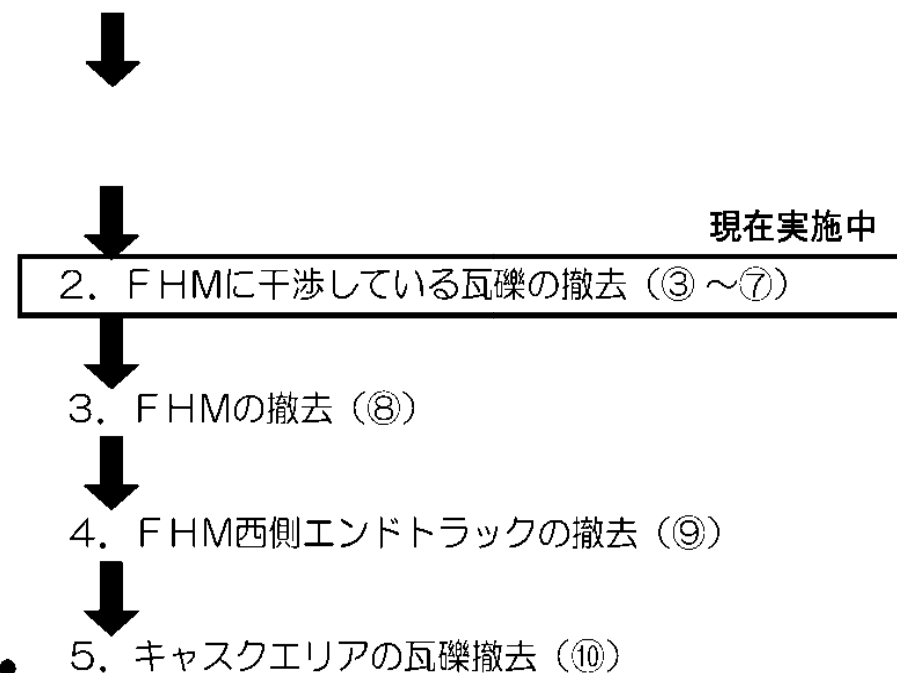 現在実施中
２．ＦＨＭに干渉している瓦礫の撤去（③～⑦）
３．ＦＨＭの撤去（⑧）
４．ＦＨＭ西側エンドトラックの撤去（⑨）
５．キャスクエリアの瓦礫撤去（⑩）